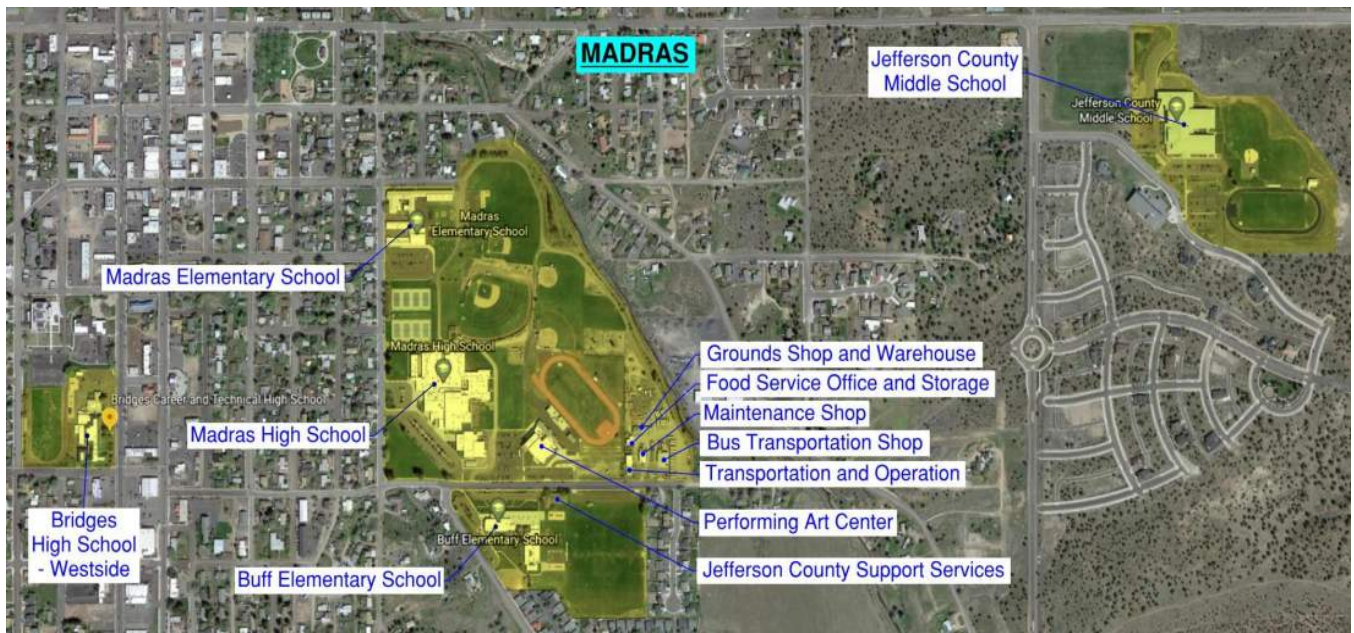 MADRAS
Jefferson County
Middle School
Jefferson County
Middle School
Madras
Elementary School
Madras Elementary School
Madras High School
Grounds Shop and Warehouse
Food Service Office and Storage
Maintenance Shop
Bus Transportation Shop
Transportation and Operation
Bridges Career and Technical High School
Madras High School
Bridges
High School
- Westside
Performing Art Center
Buff Elementary School
Buff Elementary School
Jefferson County Support Services